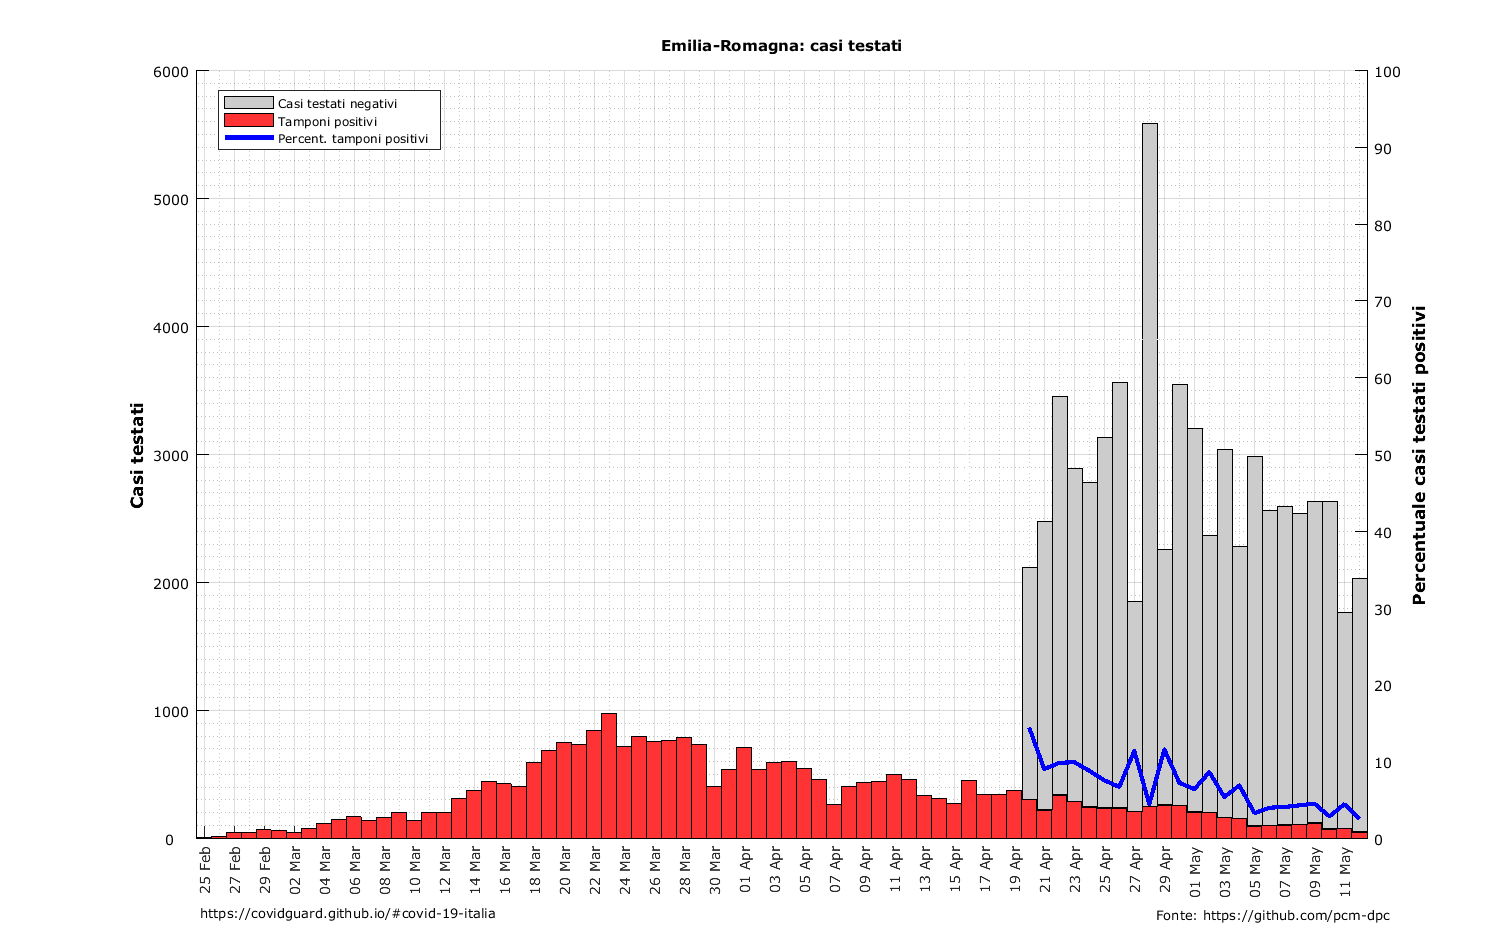 Emilia-Romagna: casi testati
Casi testati negativi
Tamponi positivi
Percent. tamponi positivi
Casi testati
6000
5000
4000
3000
2000
1000
0
100
90
80
70
60
50
40
30
20
10
0
Percentuale casi testati positivi
25 Feb
27 Feb
29 Feb
02 Mar
04 Mar
06 Mar
08 Mar
10 Mar
12 Mar
14 Mar
16 Mar
18 Mar
20 Mar
22 Mar
24 Mar
26 Mar
28 Mar
30 Mar
01 Apr
03 Apr
05 Apr
07 Apr
09 Apr
11 Apr
13 Apr
15 Apr
17 Apr
19 Apr
21 Apr
23 Apr
25 Apr
27 Apr
29 Apr
01 May
03 May
05 May
07 May
09 May
11 May
https://covidguard.github.io/#covid-19-italia
Fonte: https://github.com/pcm-dpc